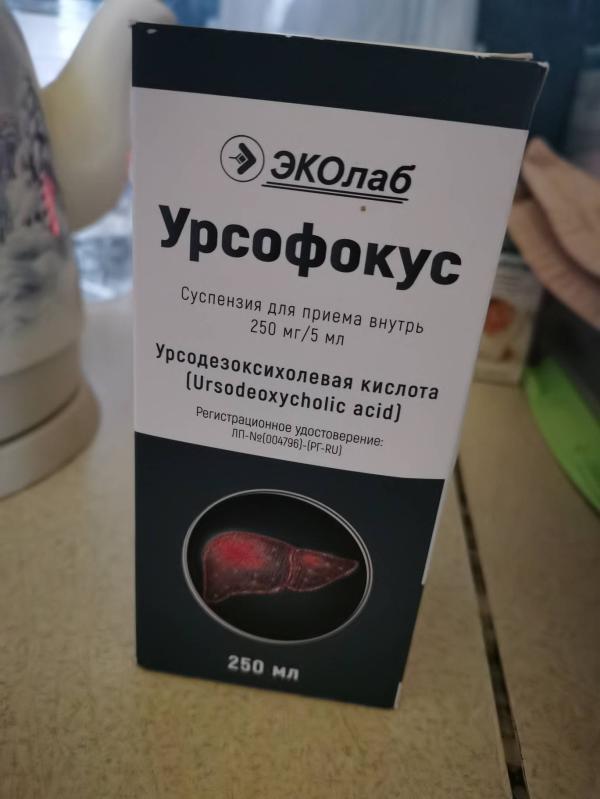 ЭКОлаб
Урсофокус
Суспензия для приема внутрь
250 мг/5 мл
Урсодезоксихолевая кислота
(Ursodeoxycholic acid)
Регистрационное удостоверение:
ЛП-№(004796)-(РГ-RU)
250 мл